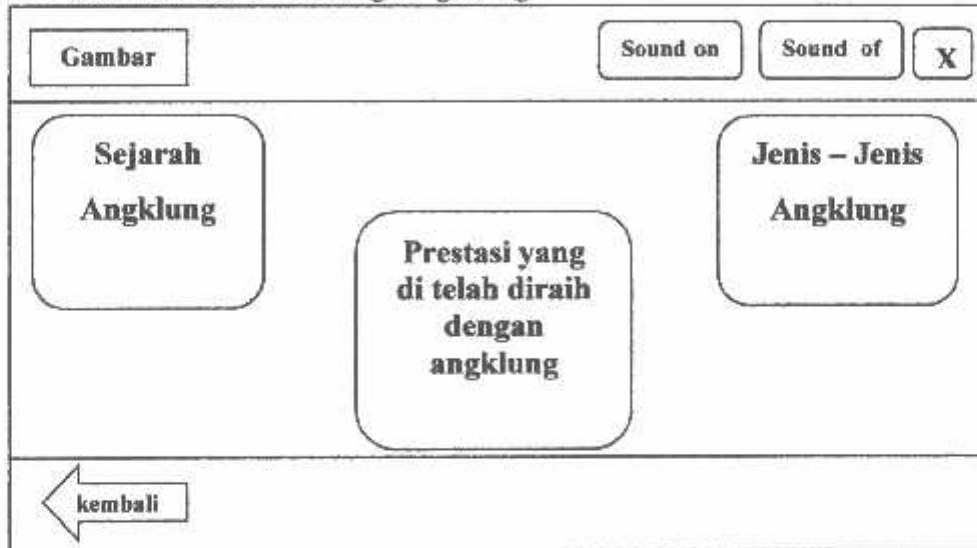 Gambar
Sound on
Sound of
X
Sejarah
Angklung
Jenis – Jenis
Angklung
Prestasi yang
di telah diraih
dengan
angklung
kembali